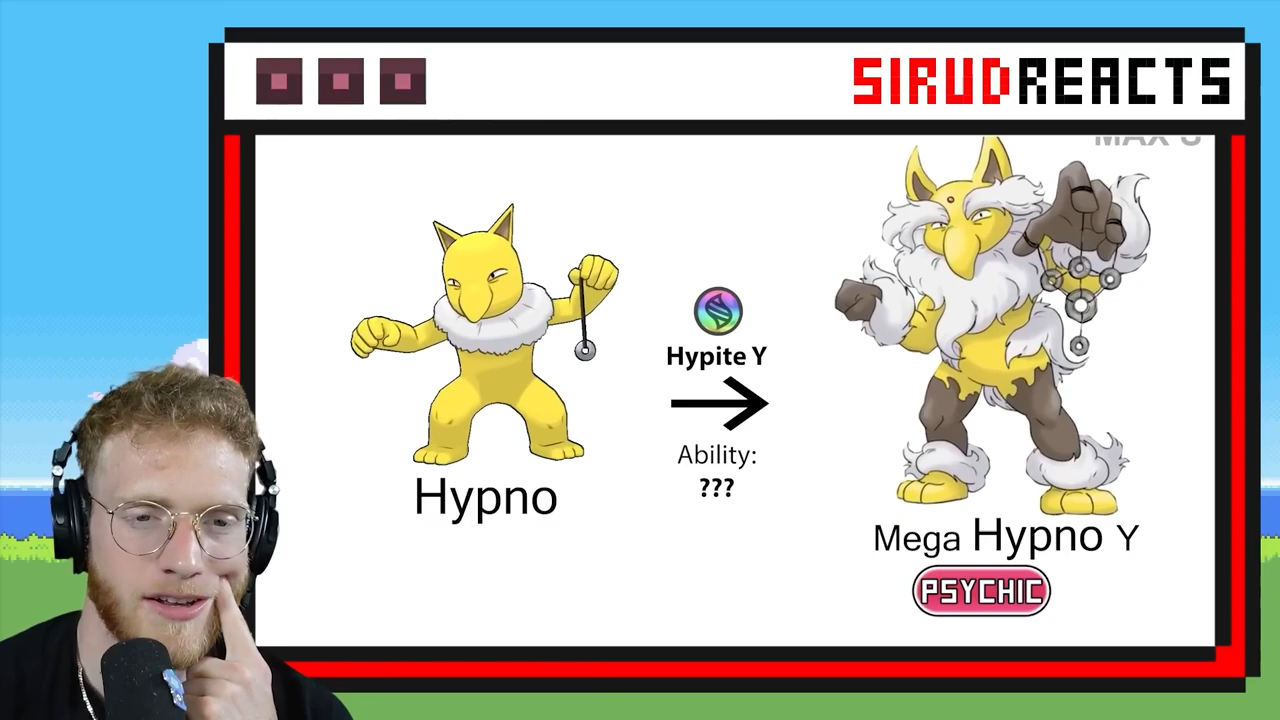 SIRUDREACTS
Hypite Y
Ability:
???
Hypno
Mega Hypno Y
PSYCHIC